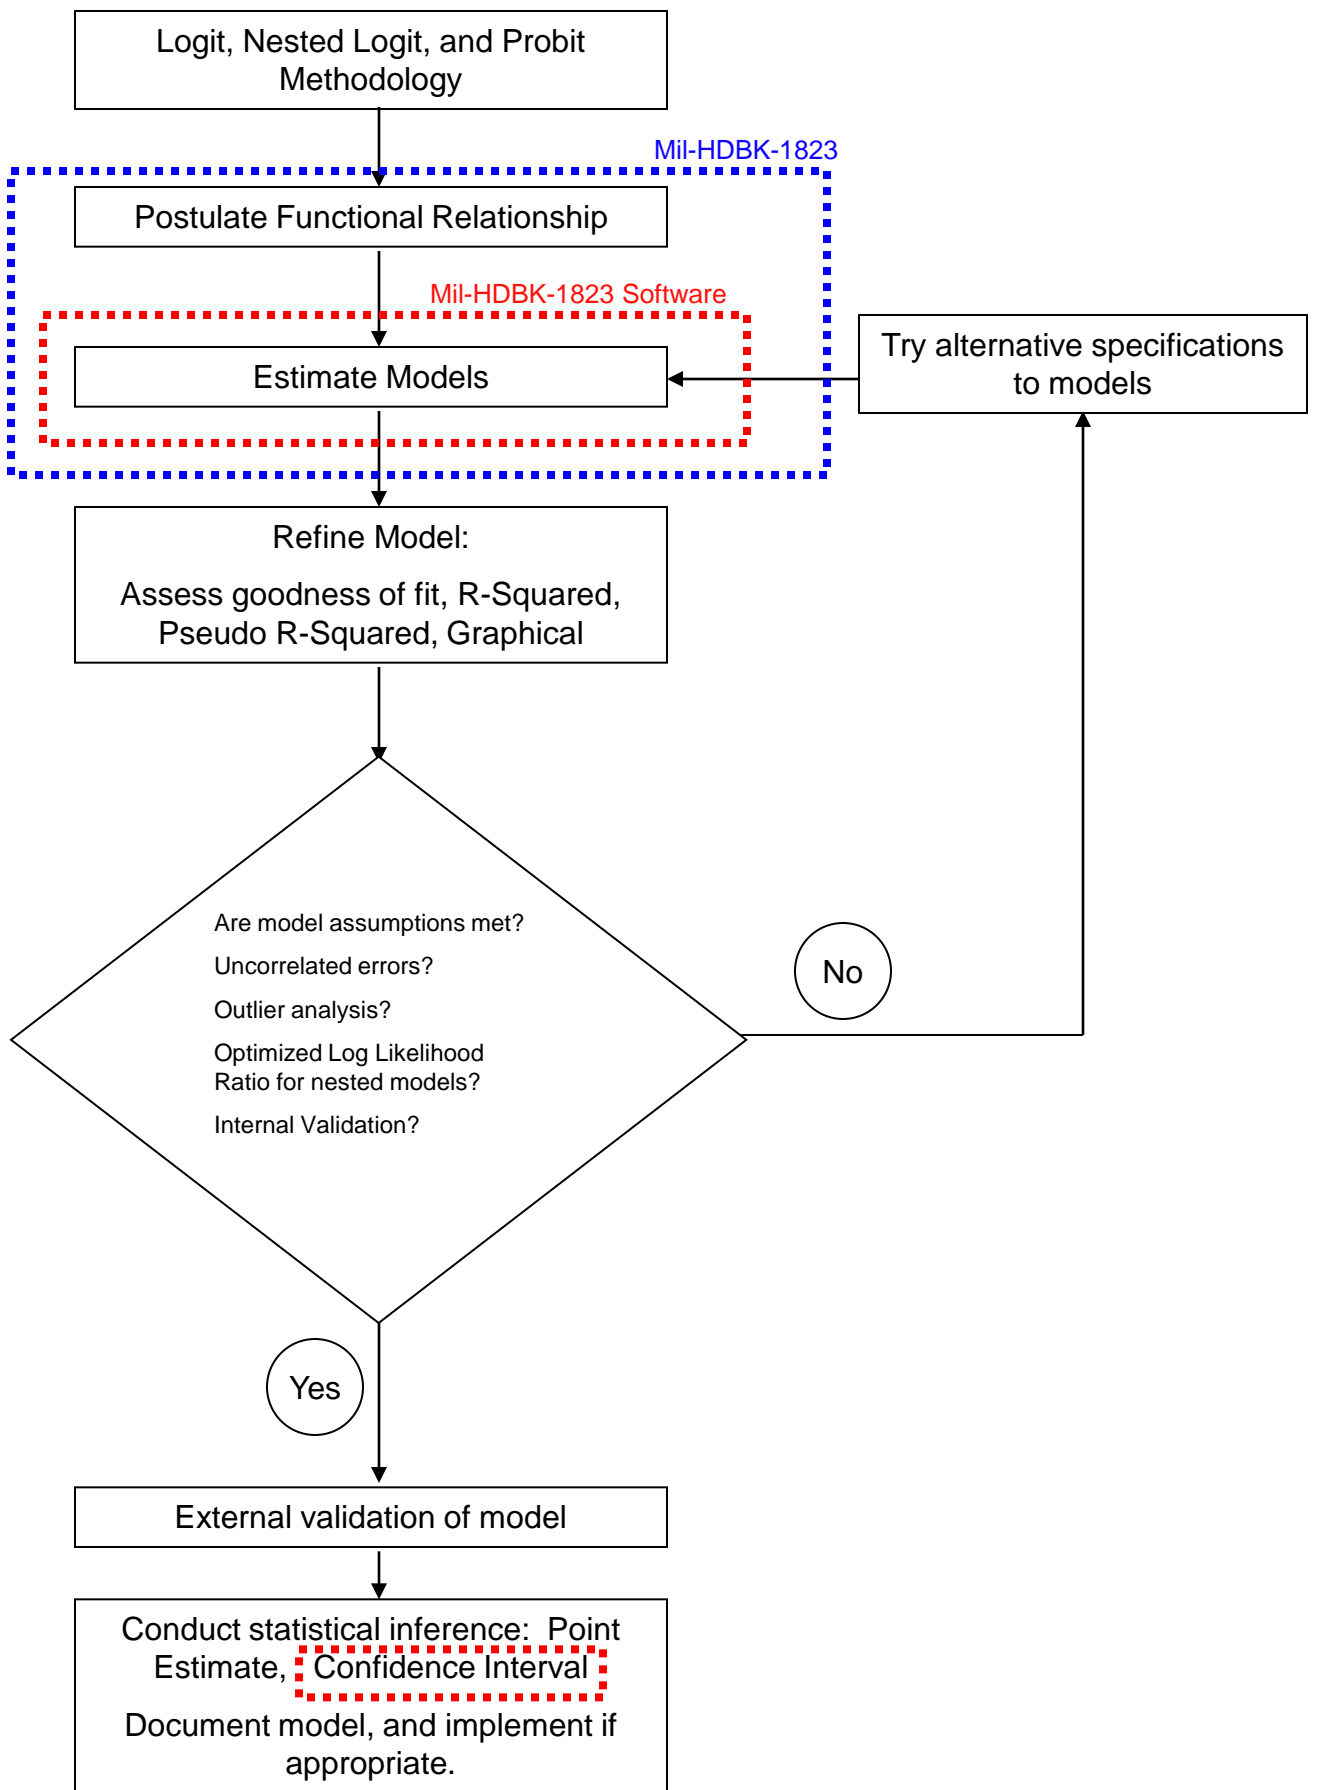 Logit, Nested Logit, and Probit
Methodology
Mil-HDBK-1823
Postulate Functional Relationship
Mil-HDBK-1823 Software
Estimate Models
Try alternative specifications
to models
Refine Model:
Assess goodness of fit, R-Squared,
Pseudo R-Squared, Graphical
Are model assumptions met?
Uncorrelated errors?
Outlier analysis?
Optimized Log Likelihood
Ratio for nested models?
Internal Validation?
No
Yes
External validation of model
Conduct statistical inference:  Point
Estimate,  Confidence Interval
Document model, and implement if
appropriate.